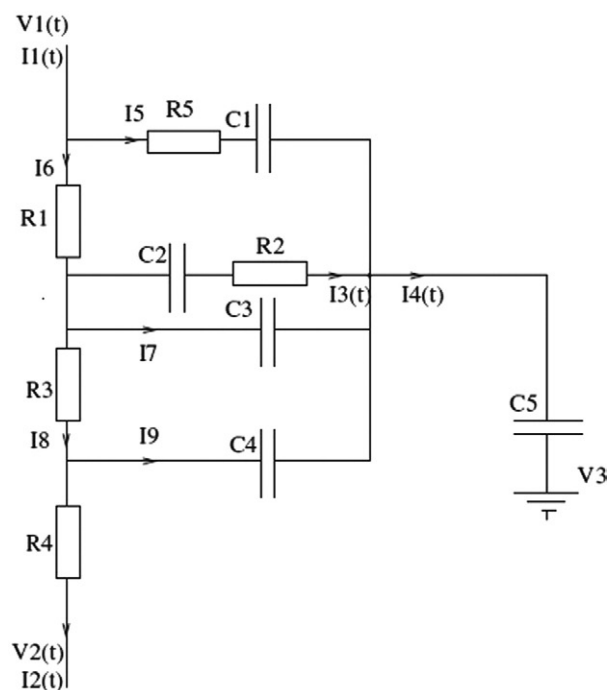 V1(t)
I1(t)
I5
R5
C1
I6
R1
C2
R2
I3(t)
I4(t)
C3
I7
R3
C5
I8
I9
C4
V3
R4
V2(t)
I2(t)